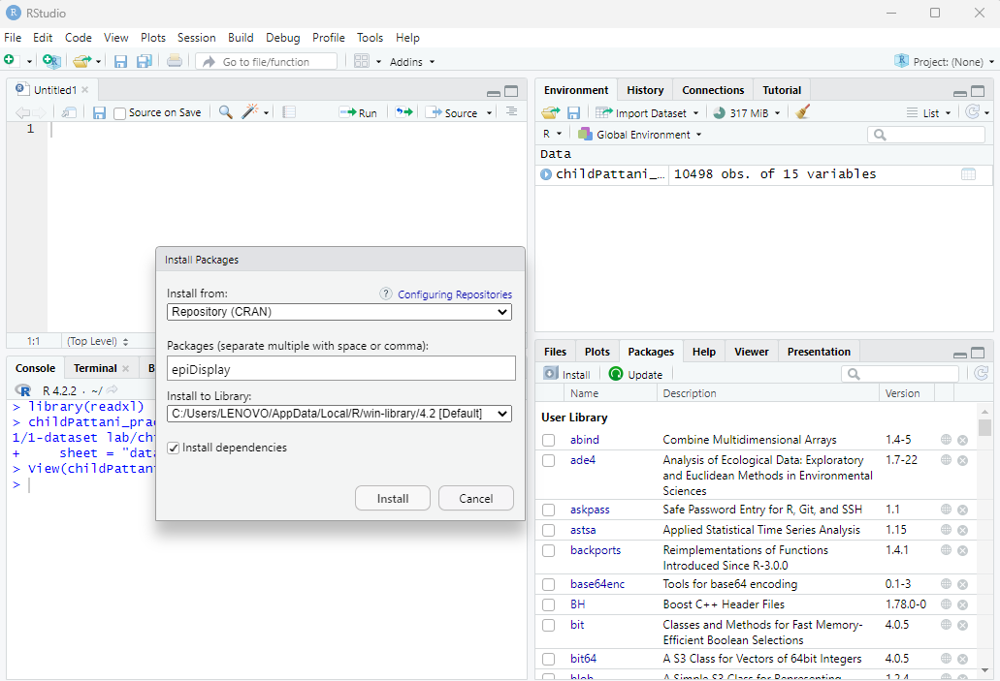 RStudio
File Edit Code View Plots Session Build Debug Profile Tools Help
Go to file/function
Addins
Project: (None)
Untitled1
Source on Save
Run
Source
1
1:1
(Top Level)
Console
Terminal
B
R 4.2.2 · ~/
> library(readxl)
> childPattani_prac
1/1-dataset lab/ch
+ sheet = "data
> View(childPattani
>
Install Packages
Install from:
? Configuring Repositories
Repository (CRAN)
Packages (separate multiple with space or comma):
epiDisplay
Install to Library:
C:/Users/LENOVO/AppData/Local/R/win-library/4.2 [Default]
Install dependencies
Install
Cancel
Environment History Connections Tutorial
Import Dataset
317 MiB
List
R
Global Environment
Data
childPattani_… 10498 obs. of 15 variables
Files Plots Packages Help Viewer Presentation
Install Update
Name Description Version
User Library
abind Combine Multidimensional Arrays 1.4-5
ade4 Analysis of Ecological Data: Exploratory 1.7-22
and Euclidean Methods in Environmental
Sciences
askpass Safe Password Entry for R, Git, and SSH 1.1
astsa Applied Statistical Time Series Analysis 1.15
backports Reimplementations of Functions 1.4.1
Introduced Since R-3.0.0
base64enc Tools for base64 encoding 0.1-3
BH Boost C++ Header Files 1.78.0-0
bit Classes and Methods for Fast Memory- 4.0.5
Efficient Boolean Selections
bit64 A S3 Class for Vectors of 64bit Integers 4.0.5
blob A Simple S3 Class for Representing 1.2.4